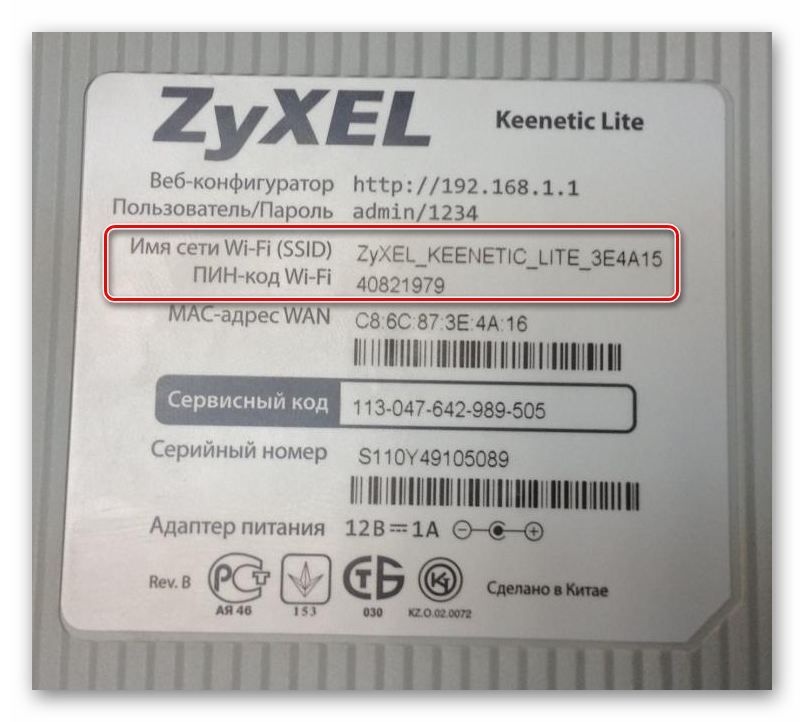 ZyXEL Keenetic Lite
Веб-конфигуратор http://192.168.1.1
Пользователь/Пароль admin/1234
Имя сети Wi-Fi (SSID) ZyXEL_KEENETIC_LITE_3E4A15
ПИН-код Wi-Fi 40821979
МАС-адрес WAN C8:6C:87:3E:4A:16
Сервисный код 113-047-642-989-505
Серийный номер S110Y49105089
Адаптер питания 12В⎓1А
Rev. B РСТ СТБ КТ Сделано в Китае
АЯ 46 153 030 KZ.O.02.0072